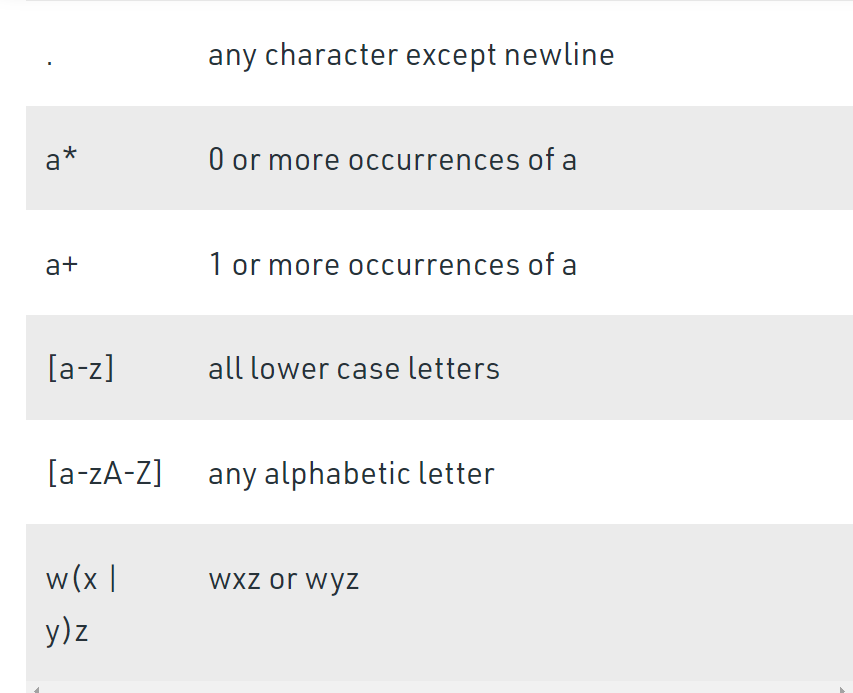 . any character except newline
a* 0 or more occurrences of a
a+ 1 or more occurrences of a
[a-z] all lower case letters
[a-zA-Z] any alphabetic letter
w(x | wxz or wyz
y)z